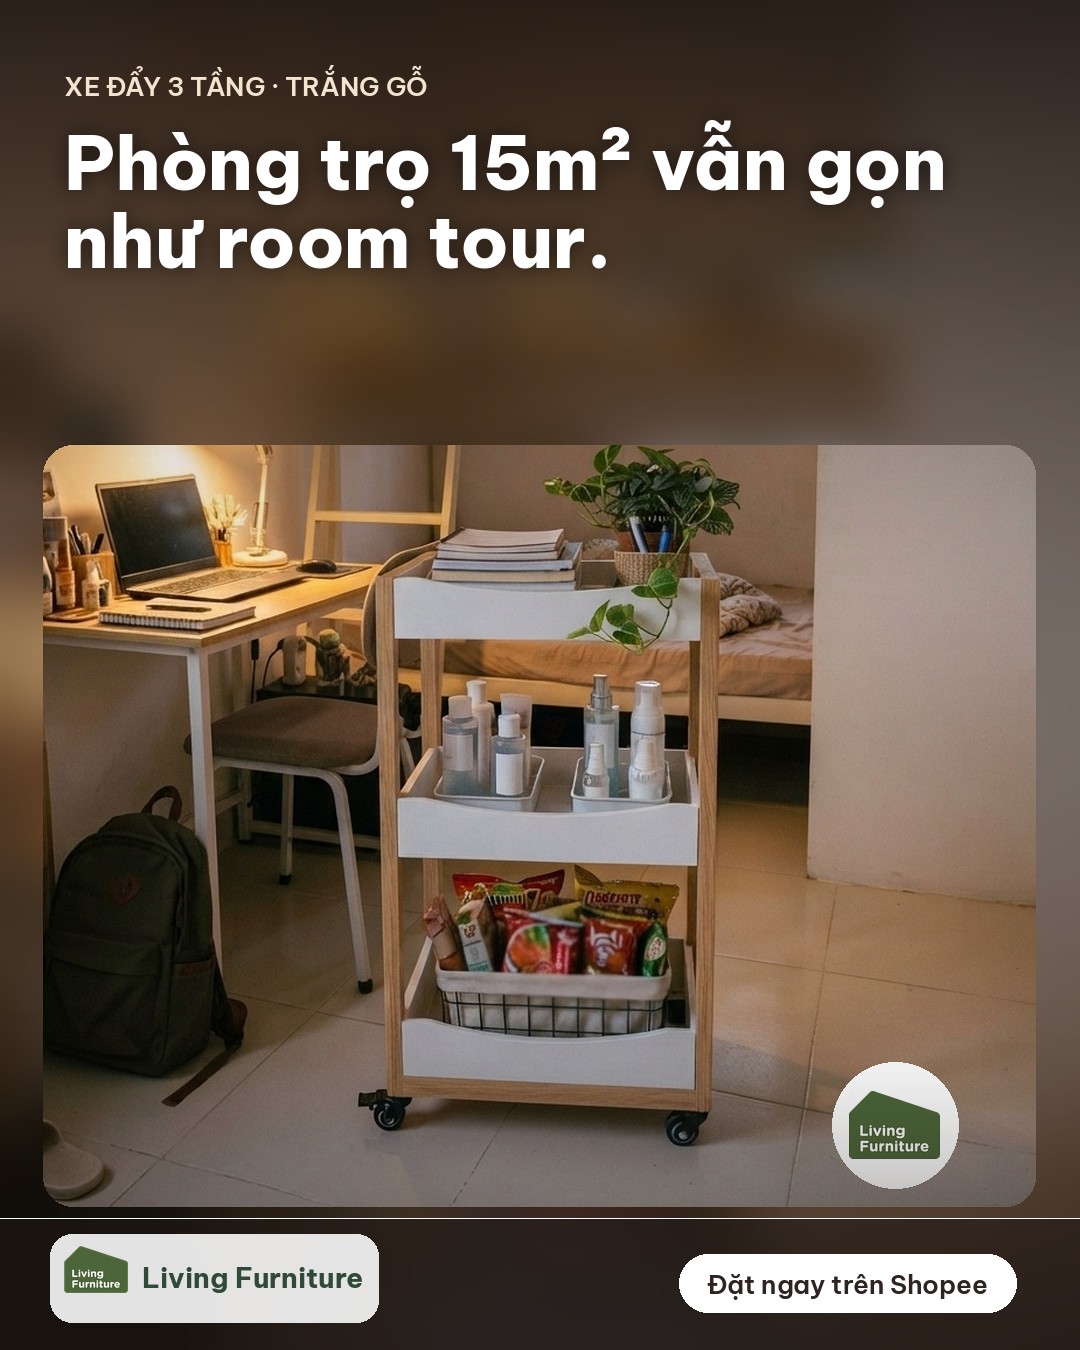 XE ĐẨY 3 TẦNG · TRẮNG GỖ
Phòng trọ 15m² vẫn gọn
như room tour.
Living
Furniture
Living
Furniture
Living Furniture
Đặt ngay trên Shopee